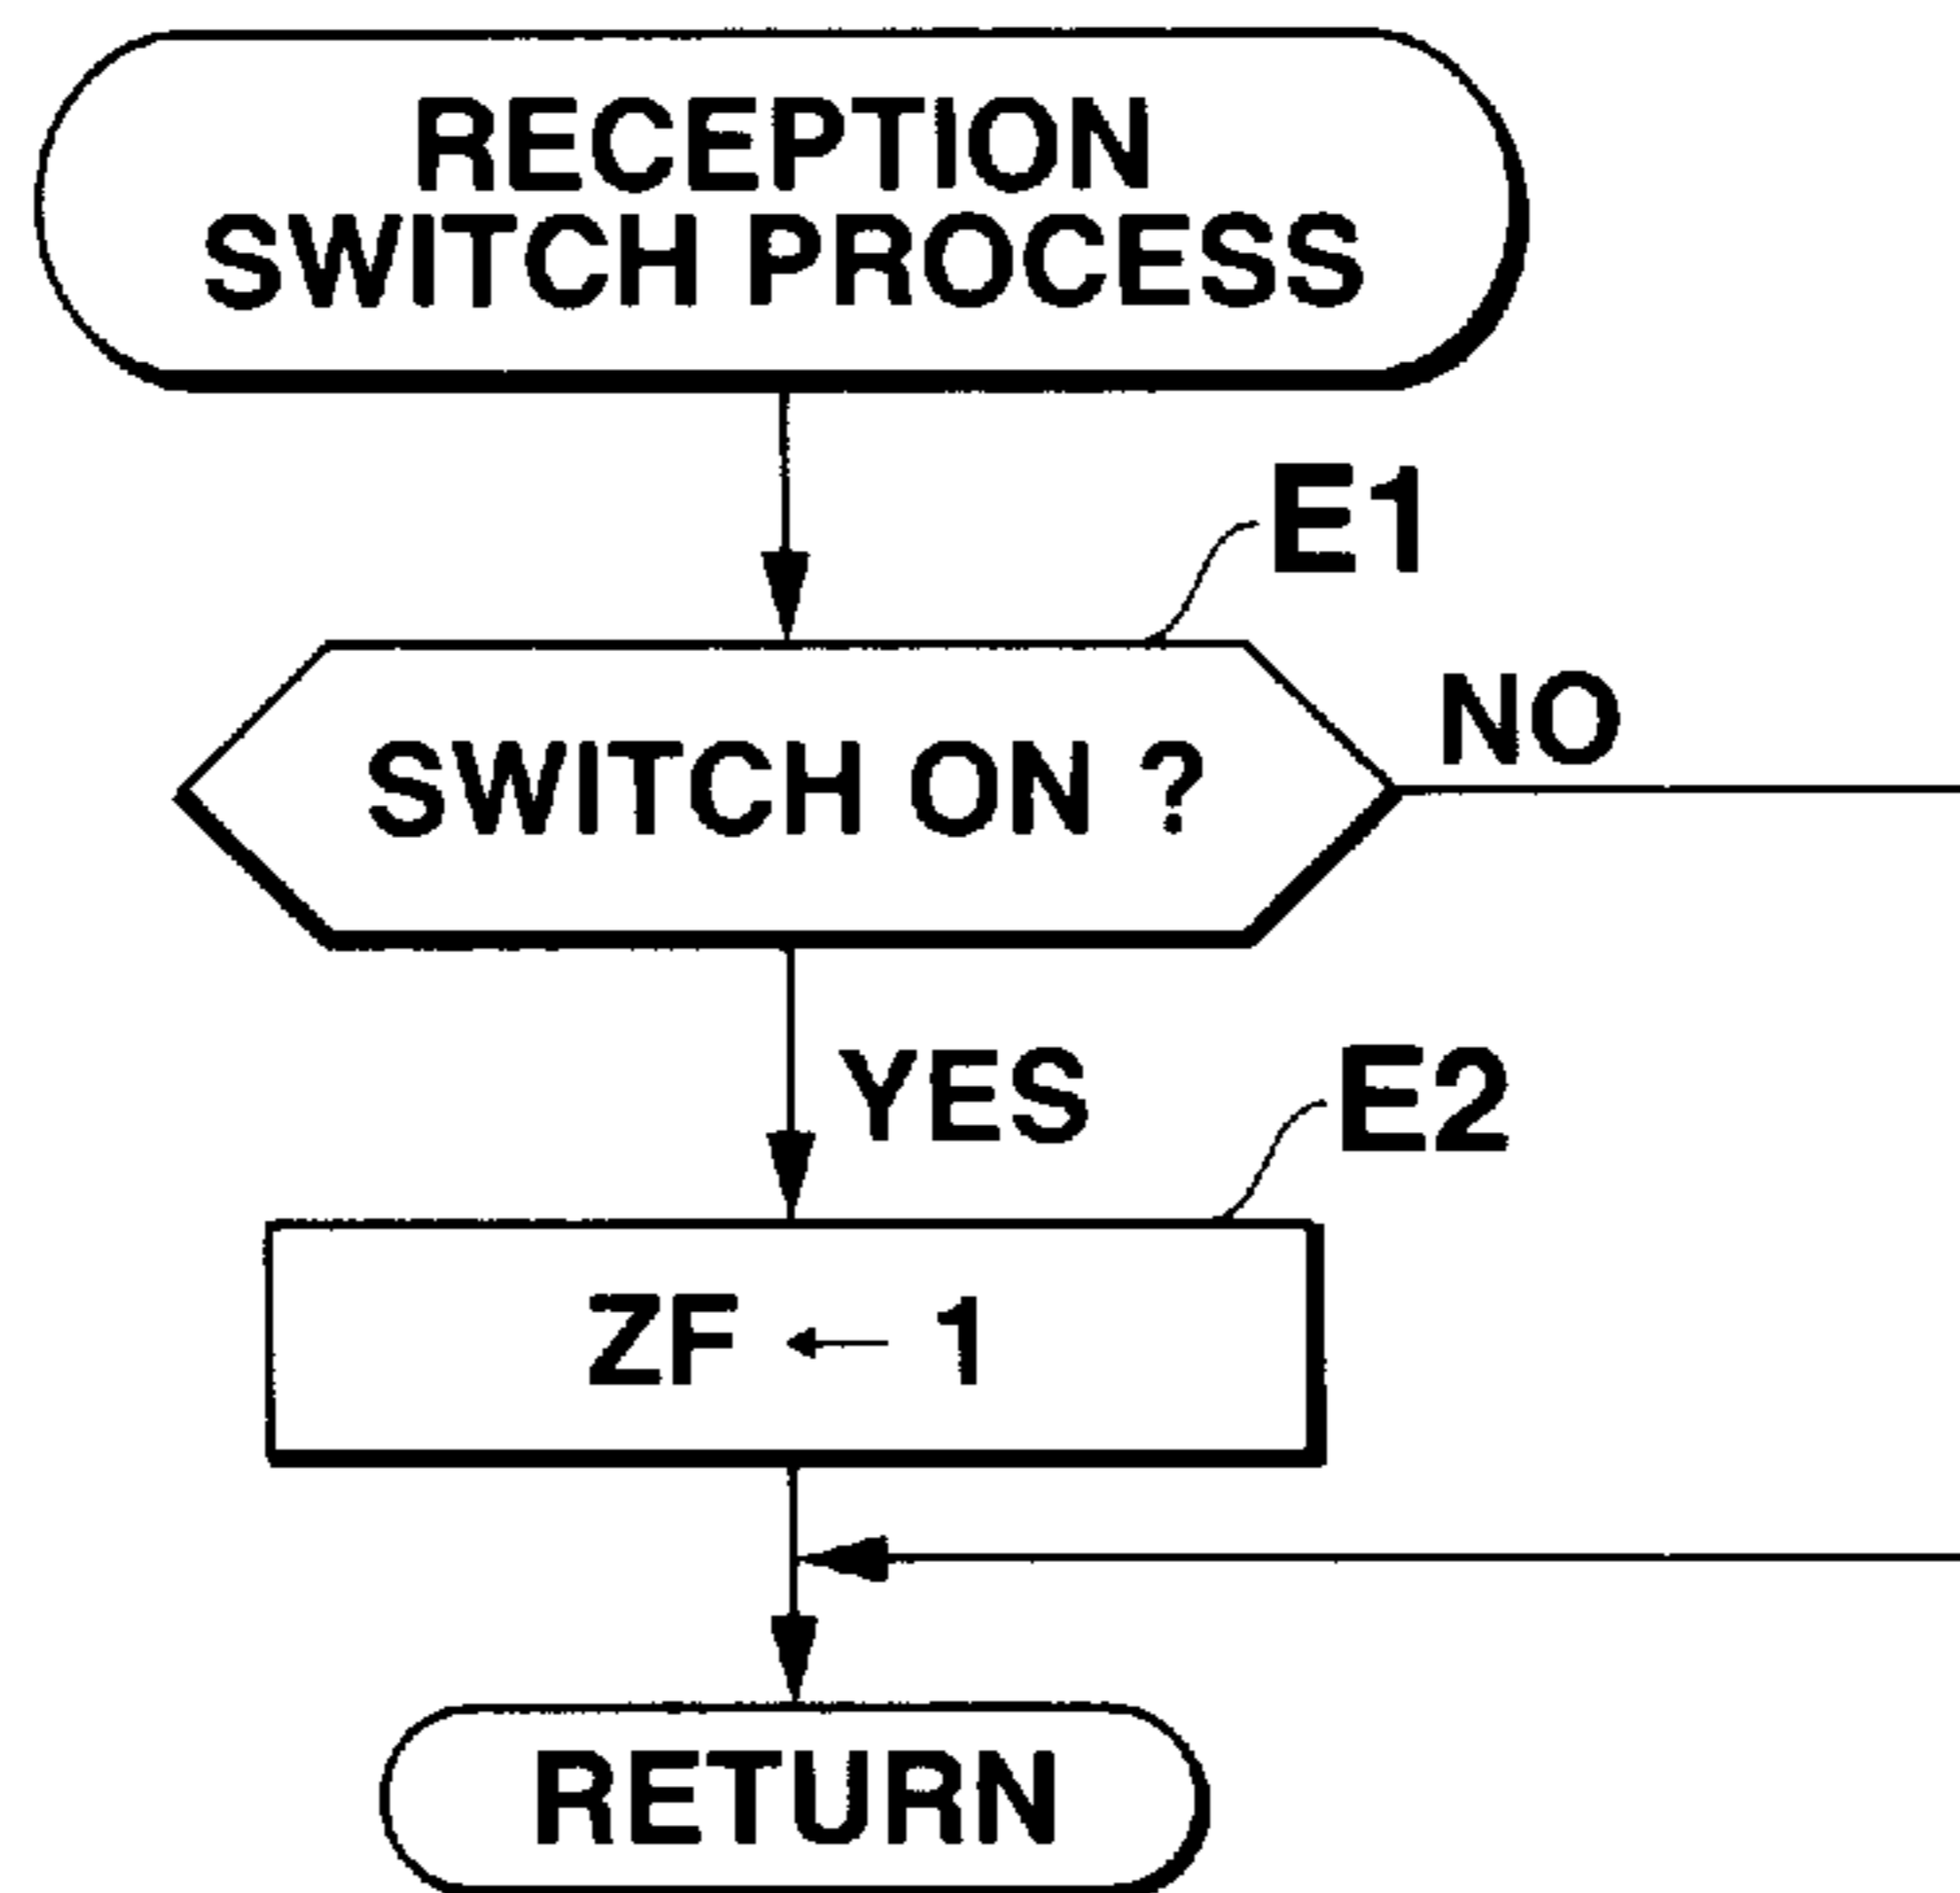 RECEPTION
SWITCH PROCESS
E1
SWITCH ON ?
NO
YES
E2
ZF ← 1
RETURN